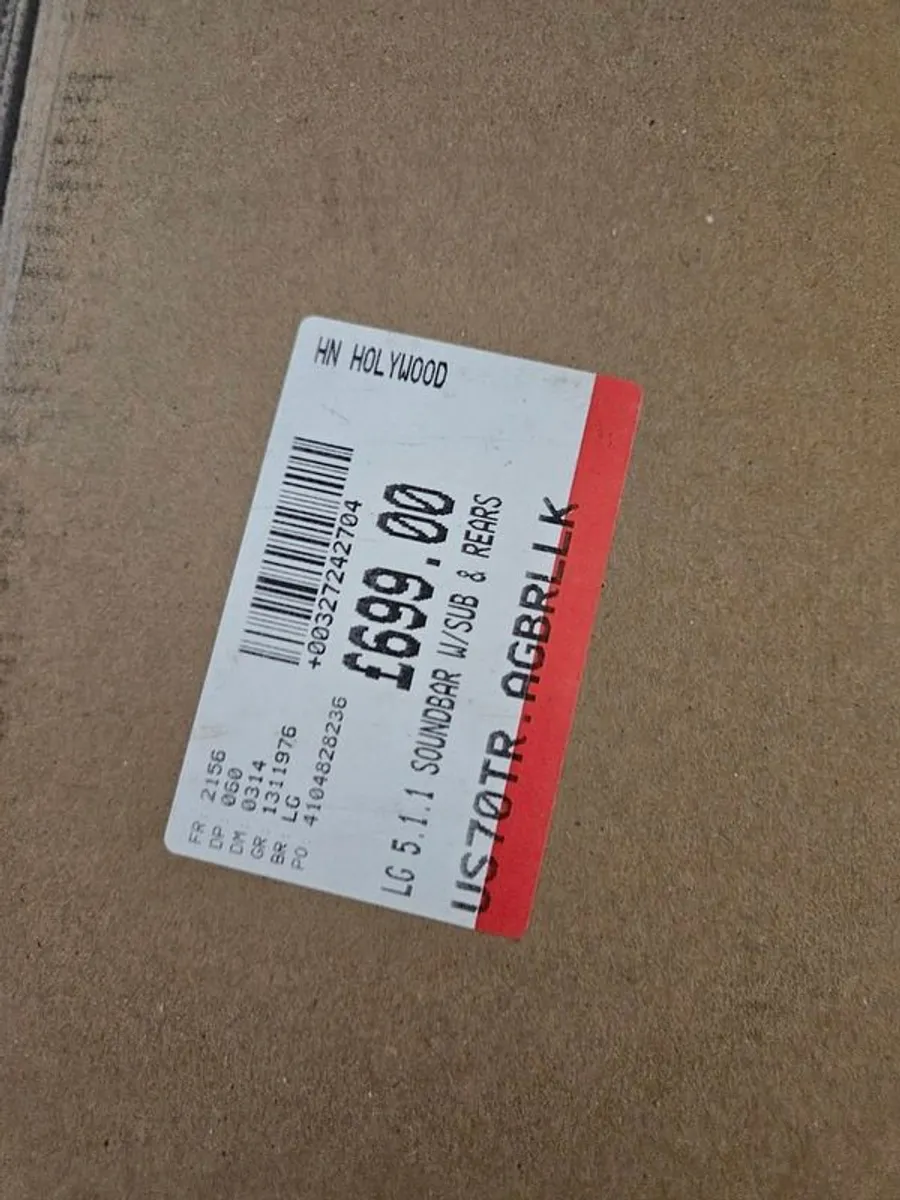 HN HOLYWOOD
+00327242704
FR: 2156
DP: 060
DM: 0314
GR: 1311976
BR: LG
PO: 4104828236
£699.00
LG 5.1.1 SOUNDBAR W/SUB & REARS
US70TR.AGBRLLK